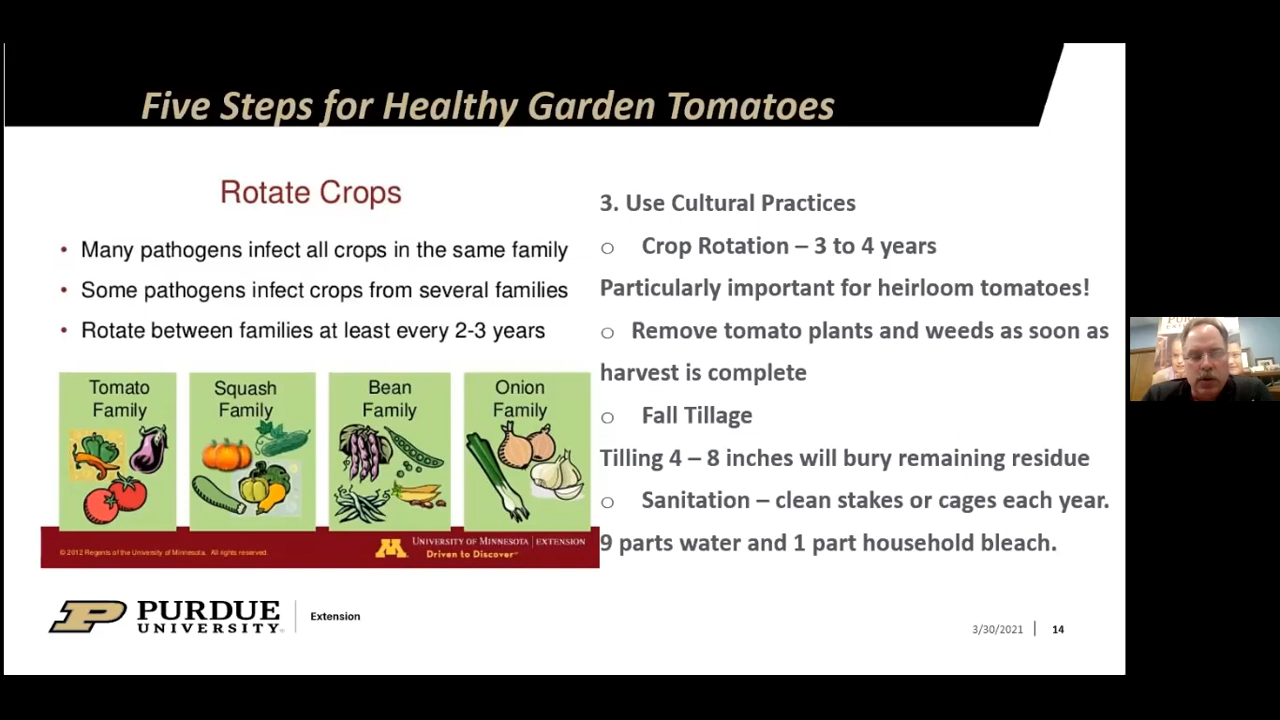 Five Steps for Healthy Garden Tomatoes
Rotate Crops
• Many pathogens infect all crops in the same family
• Some pathogens infect crops from several families
• Rotate between families at least every 2-3 years
Tomato
Family
Squash
Family
Bean
Family
Onion
Family
© 2012 Regents of the University of Minnesota. All rights reserved.
UNIVERSITY OF MINNESOTA | EXTENSION
Driven to Discover℠
3. Use Cultural Practices
o Crop Rotation – 3 to 4 years
Particularly important for heirloom tomatoes!
o Remove tomato plants and weeds as soon as
harvest is complete
o Fall Tillage
Tilling 4 – 8 inches will bury remaining residue
o Sanitation – clean stakes or cages each year.
9 parts water and 1 part household bleach.
PURDUE
UNIVERSITY
Extension
3/30/2021 | 14